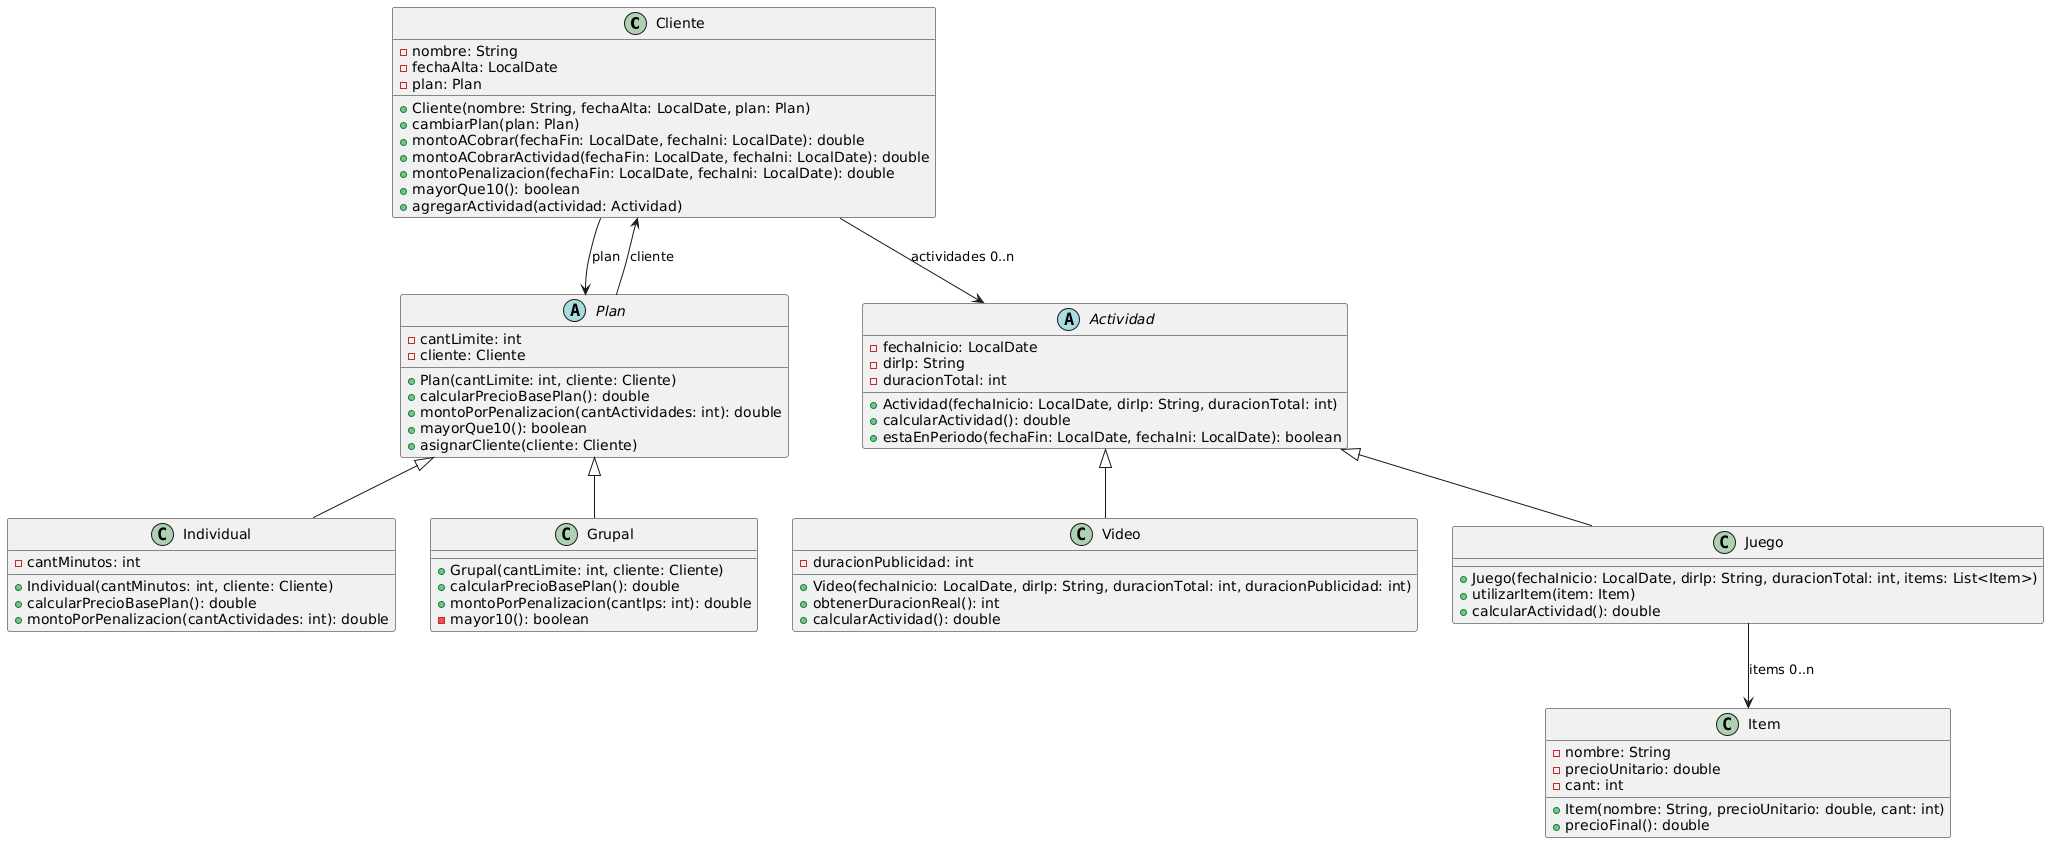 C Cliente
nombre: String
fechaAlta: LocalDate
plan: Plan
Cliente(nombre: String, fechaAlta: LocalDate, plan: Plan)
cambiarPlan(plan: Plan)
montoACobrar(fechaFin: LocalDate, fechaIni: LocalDate): double
montoACobrarActividad(fechaFin: LocalDate, fechaIni: LocalDate): double
montoPenalizacion(fechaFin: LocalDate, fechaIni: LocalDate): double
mayorQue10(): boolean
agregarActividad(actividad: Actividad)
plan
cliente
actividades 0..n
A Plan
cantLimite: int
cliente: Cliente
Plan(cantLimite: int, cliente: Cliente)
calcularPrecioBasePlan(): double
montoPorPenalizacion(cantActividades: int): double
mayorQue10(): boolean
asignarCliente(cliente: Cliente)
A Actividad
fechaInicio: LocalDate
dirIp: String
duracionTotal: int
Actividad(fechaInicio: LocalDate, dirIp: String, duracionTotal: int)
calcularActividad(): double
estaEnPeriodo(fechaFin: LocalDate, fechaIni: LocalDate): boolean
C Individual
cantMinutos: int
Individual(cantMinutos: int, cliente: Cliente)
calcularPrecioBasePlan(): double
montoPorPenalizacion(cantActividades: int): double
C Grupal
Grupal(cantLimite: int, cliente: Cliente)
calcularPrecioBasePlan(): double
montoPorPenalizacion(cantIps: int): double
mayor10(): boolean
C Video
duracionPublicidad: int
Video(fechaInicio: LocalDate, dirIp: String, duracionTotal: int, duracionPublicidad: int)
obtenerDuracionReal(): int
calcularActividad(): double
C Juego
Juego(fechaInicio: LocalDate, dirIp: String, duracionTotal: int, items: List<Item>)
utilizarItem(item: Item)
calcularActividad(): double
items 0..n
C Item
nombre: String
precioUnitario: double
cant: int
Item(nombre: String, precioUnitario: double, cant: int)
precioFinal(): double